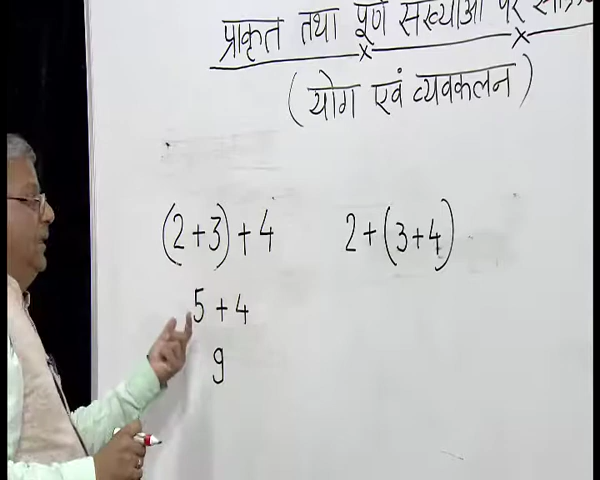 प्राकृत तथा पूर्ण संख्याओं पर
(योग एवं व्यवकलन)
(2+3)+4 2+(3+4)
5+4
9